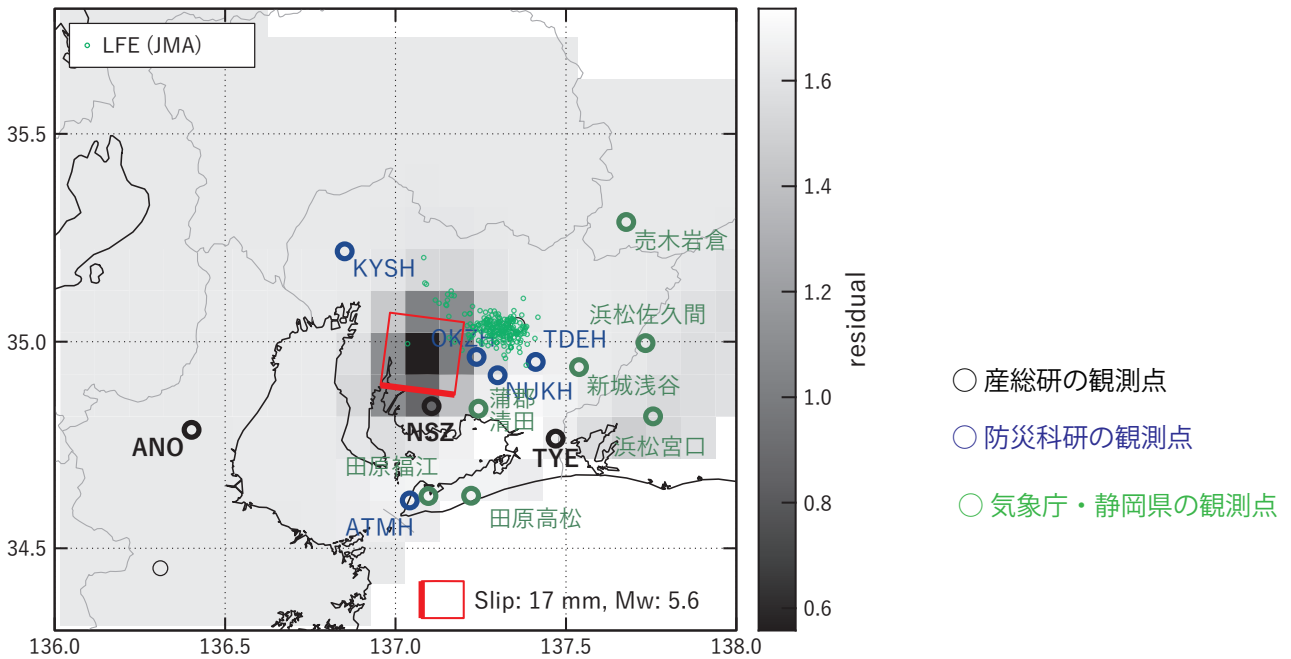 LFE (JMA)
35.5
35.0
34.5
136.0
136.5
137.0
137.5
138.0
売木岩倉
KYSH
浜松佐久間
OKZH
TDEH
新城浅谷
NUKH
蒲郡
清田
NSZ
ANO
TYE
浜松宮口
田原福江
田原高松
ATMH
Slip: 17 mm, Mw: 5.6
1.6
1.4
1.2
1.0
0.8
0.6
residual
産総研の観測点
防災科研の観測点
気象庁・静岡県の観測点